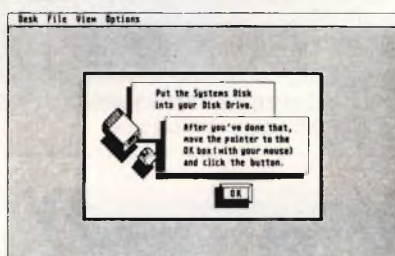 Desk File View Options
Put the Systems Disk
into your Disk Drive.
After you've done that,
move the pointer to the
OK box (with your mouse)
and click the button.
OK